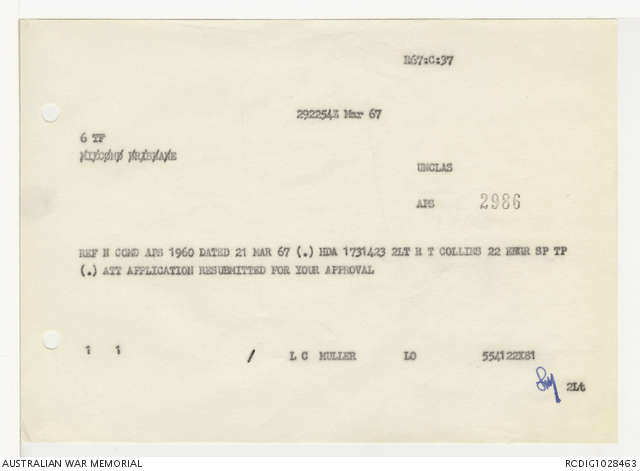 R67:C:37
292254Z Mar 67
6 TF
UNCLAS
APS 2986
REF N COMD APS 1960 DATED 21 MAR 67 (.) HDA 1731423 2LT R T COLLINS 22 ENGR SP TP
(.) ATT APPLICATION RESUBMITTED FOR YOUR APPROVAL
1 1 / L C MULLER LO 554122X81
2Lt
AUSTRALIAN WAR MEMORIAL RCDIG1028463